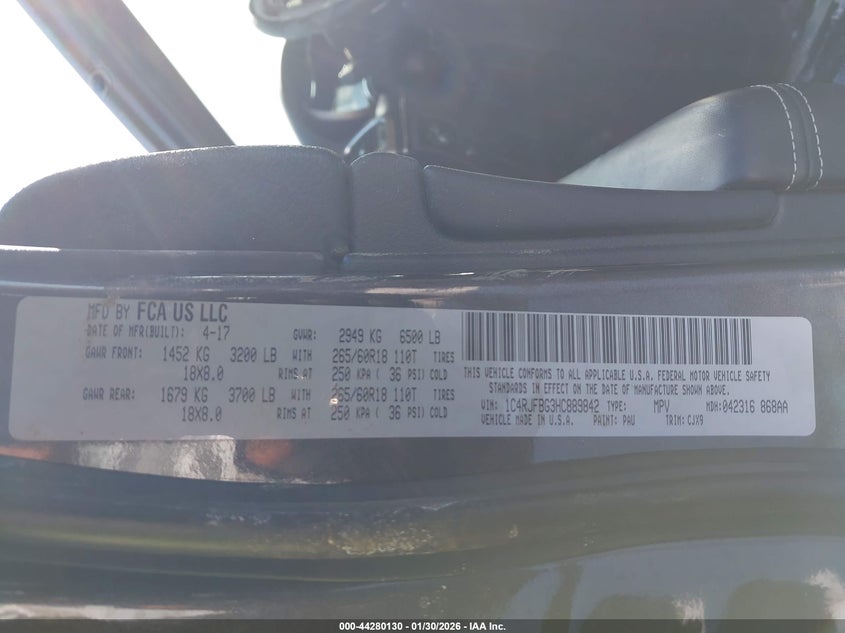 MFD BY FCA US LLC
DATE OF MFR(BUILT): 4-17 GVWR: 2949 KG 6500 LB
GAWR FRONT: 1452 KG 3200 LB WITH 265/60R18 110T TIRES
18X8.0 RIMS AT 250 KPA ( 36 PSI) COLD
GAWR REAR: 1679 KG 3700 LB WITH 265/60R18 110T TIRES
18X8.0 RIMS AT 250 KPA ( 36 PSI) COLD
THIS VEHICLE CONFORMS TO ALL APPLICABLE U.S.A. FEDERAL MOTOR VEHICLE SAFETY
STANDARDS IN EFFECT ON THE DATE OF MANUFACTURE SHOWN ABOVE.
VIN: 1C4RJFBG3HC889842 TYPE: MPV MDH: 042316 868AA
VEHICLE MADE IN U.S.A. PAINT: PAU TRIM: CJX9
000-44280130 - 01/30/2026 - IAA Inc.